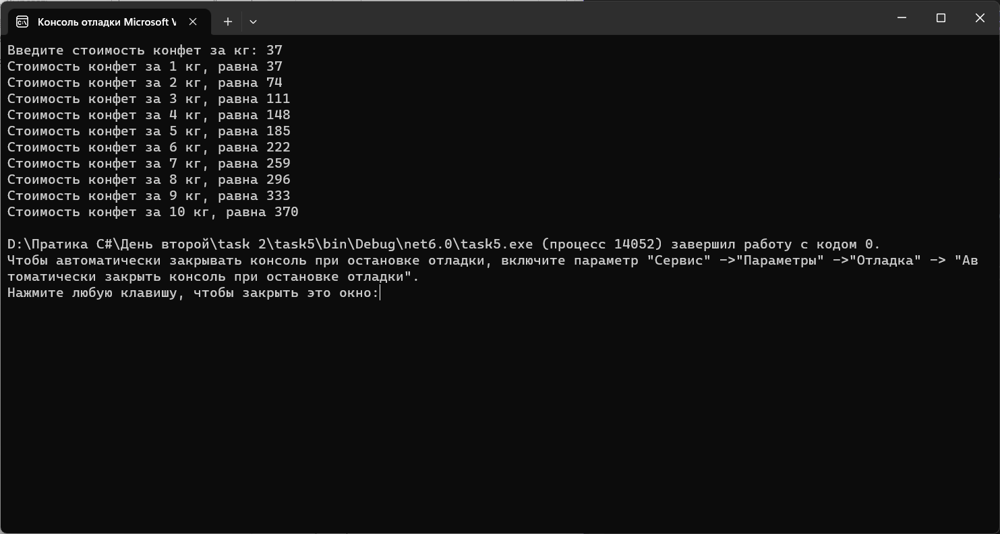 Консоль отладки Microsoft V
Введите стоимость конфет за кг: 37
Стоимость конфет за 1 кг, равна 37
Стоимость конфет за 2 кг, равна 74
Стоимость конфет за 3 кг, равна 111
Стоимость конфет за 4 кг, равна 148
Стоимость конфет за 5 кг, равна 185
Стоимость конфет за 6 кг, равна 222
Стоимость конфет за 7 кг, равна 259
Стоимость конфет за 8 кг, равна 296
Стоимость конфет за 9 кг, равна 333
Стоимость конфет за 10 кг, равна 370
D:\Пратика C#\День второй\task 2\task5\bin\Debug\net6.0\task5.exe (процесс 14052) завершил работу с кодом 0.
Чтобы автоматически закрывать консоль при остановке отладки, включите параметр "Сервис" ->"Параметры" ->"Отладка" -> "Ав
томатически закрыть консоль при остановке отладки".
Нажмите любую клавишу, чтобы закрыть это окно: